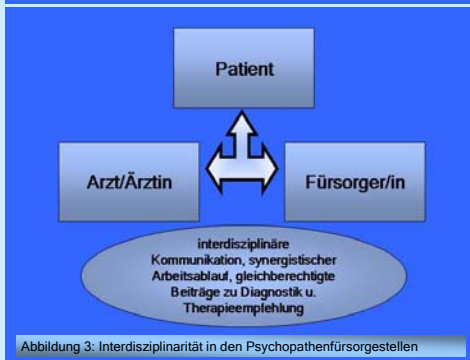 Patient
Arzt/Ärztin
Fürsorger/in
interdisziplinäre
Kommunikation, synergistischer
Arbeitsablauf, gleichberechtigte
Beiträge zu Diagnostik u.
Therapieempfehlung
Abbildung 3: Interdisziplinarität in den Psychopathenfürsorgestellen